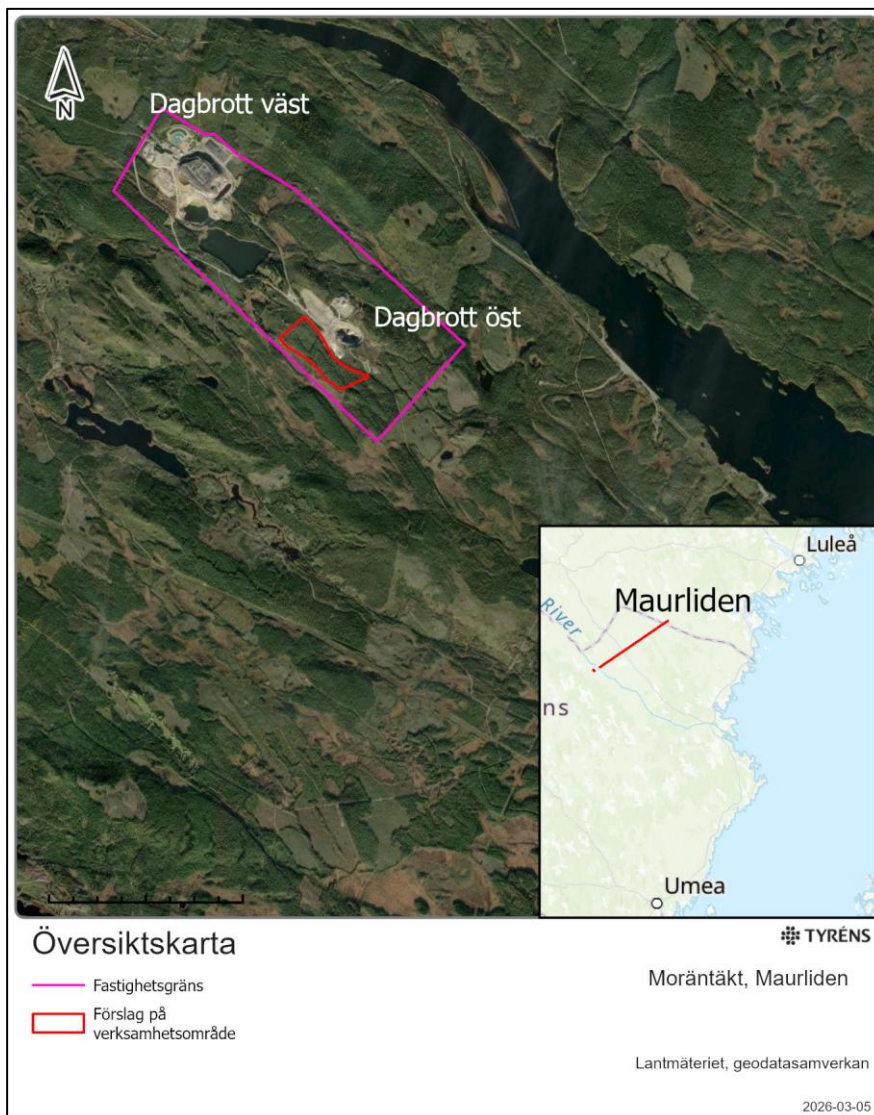 N
Dagbrott väst
Dagbrott öst
Luleå
Maurliden
River
ns
Umea
Översiktskarta
TYRÉNS
Fastighetsgräns
Moräntäkt, Maurliden
Förslag på
verksamhetsområde
Lantmäteriet, geodatasamverkan
2026-03-05